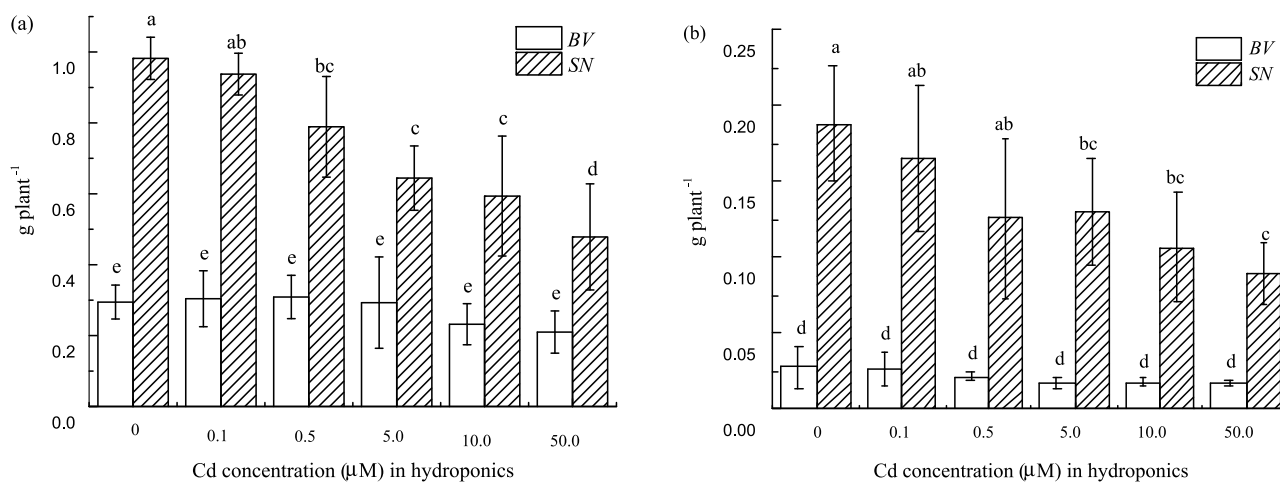 (a)
BV
SN
g plant⁻¹
1.0
0.8
0.6
0.4
0.2
0.0
a
ab
bc
c
c
d
e
e
e
e
e
e
0
0.1
0.5
5.0
10.0
50.0
Cd concentration (μM) in hydroponics
(b)
BV
SN
g plant⁻¹
0.25
0.20
0.15
0.10
0.05
0.00
a
ab
ab
bc
bc
c
d
d
d
d
d
d
0
0.1
0.5
5.0
10.0
50.0
Cd concentration (μM) in hydroponics